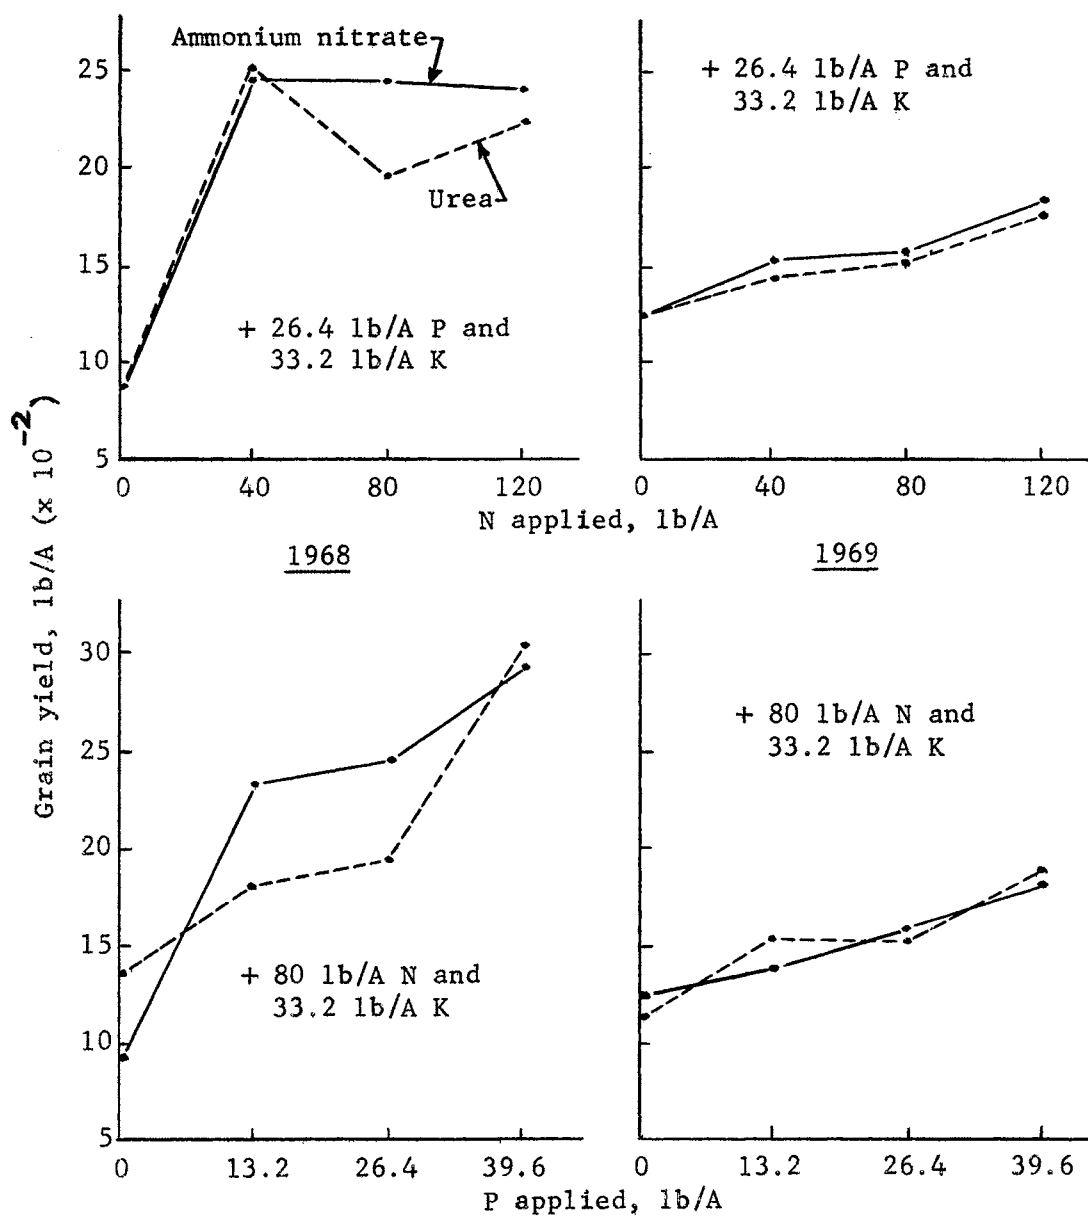 Ammonium nitrate
Urea
25
20
15
10
5
+ 26.4 lb/A P and
33.2 lb/A K
+ 26.4 lb/A P and
33.2 lb/A K
0 40 80 120
0 40 80 120
N applied, lb/A
1968
1969
Grain yield, lb/A (x 10⁻²)
30
25
20
15
10
5
+ 80 lb/A N and
33.2 lb/A K
+ 80 lb/A N and
33.2 lb/A K
0 13.2 26.4 39.6
0 13.2 26.4 39.6
P applied, lb/A